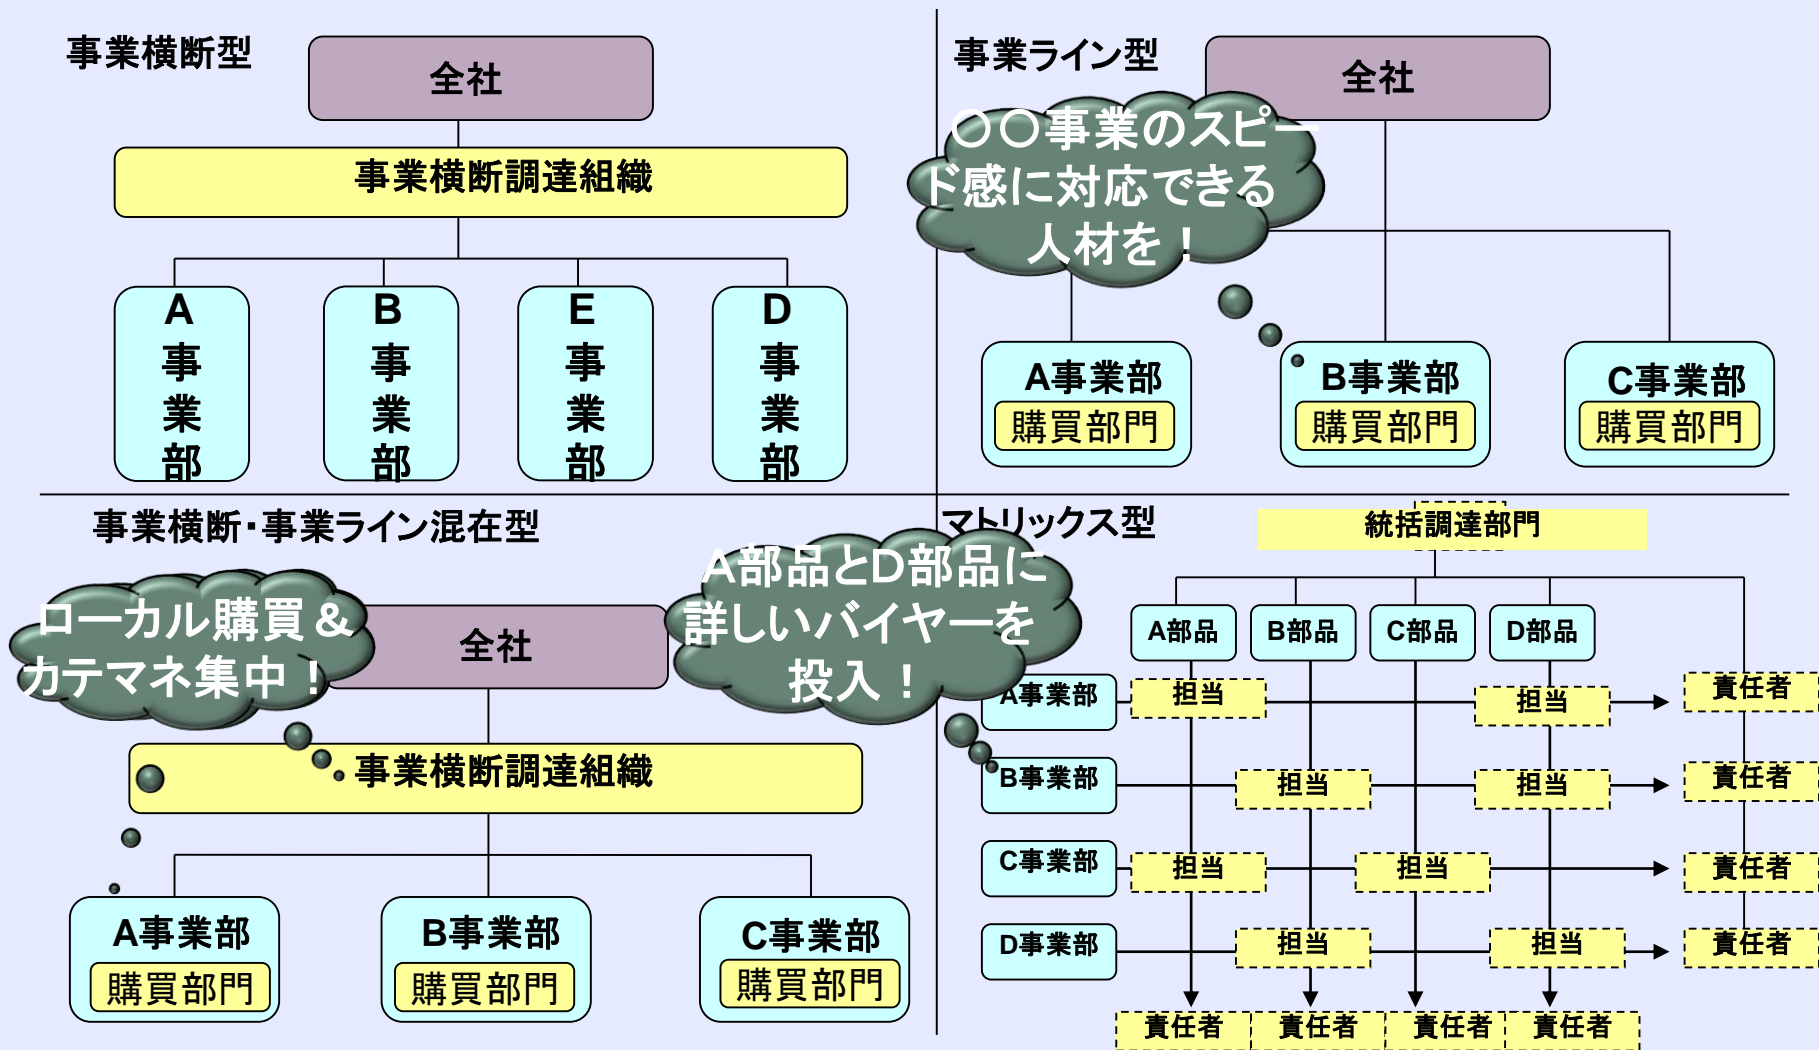 事業横断型
全社
事業横断調達組織
A事業部
B事業部
E事業部
D事業部
事業ライン型
全社
〇〇事業のスピー
ド感に対応できる
人材を！
A事業部
購買部門
B事業部
購買部門
C事業部
購買部門
事業横断・事業ライン混在型
ローカル購買＆
カテマネ集中！
全社
事業横断調達組織
A事業部
購買部門
B事業部
購買部門
C事業部
購買部門
マトリックス型
統括調達部門
A部品とD部品に
詳しいバイヤーを
投入！
A部品
B部品
C部品
D部品
A事業部
担当
担当
責任者
B事業部
担当
担当
責任者
C事業部
担当
担当
責任者
D事業部
担当
担当
責任者
責任者
責任者
責任者
責任者